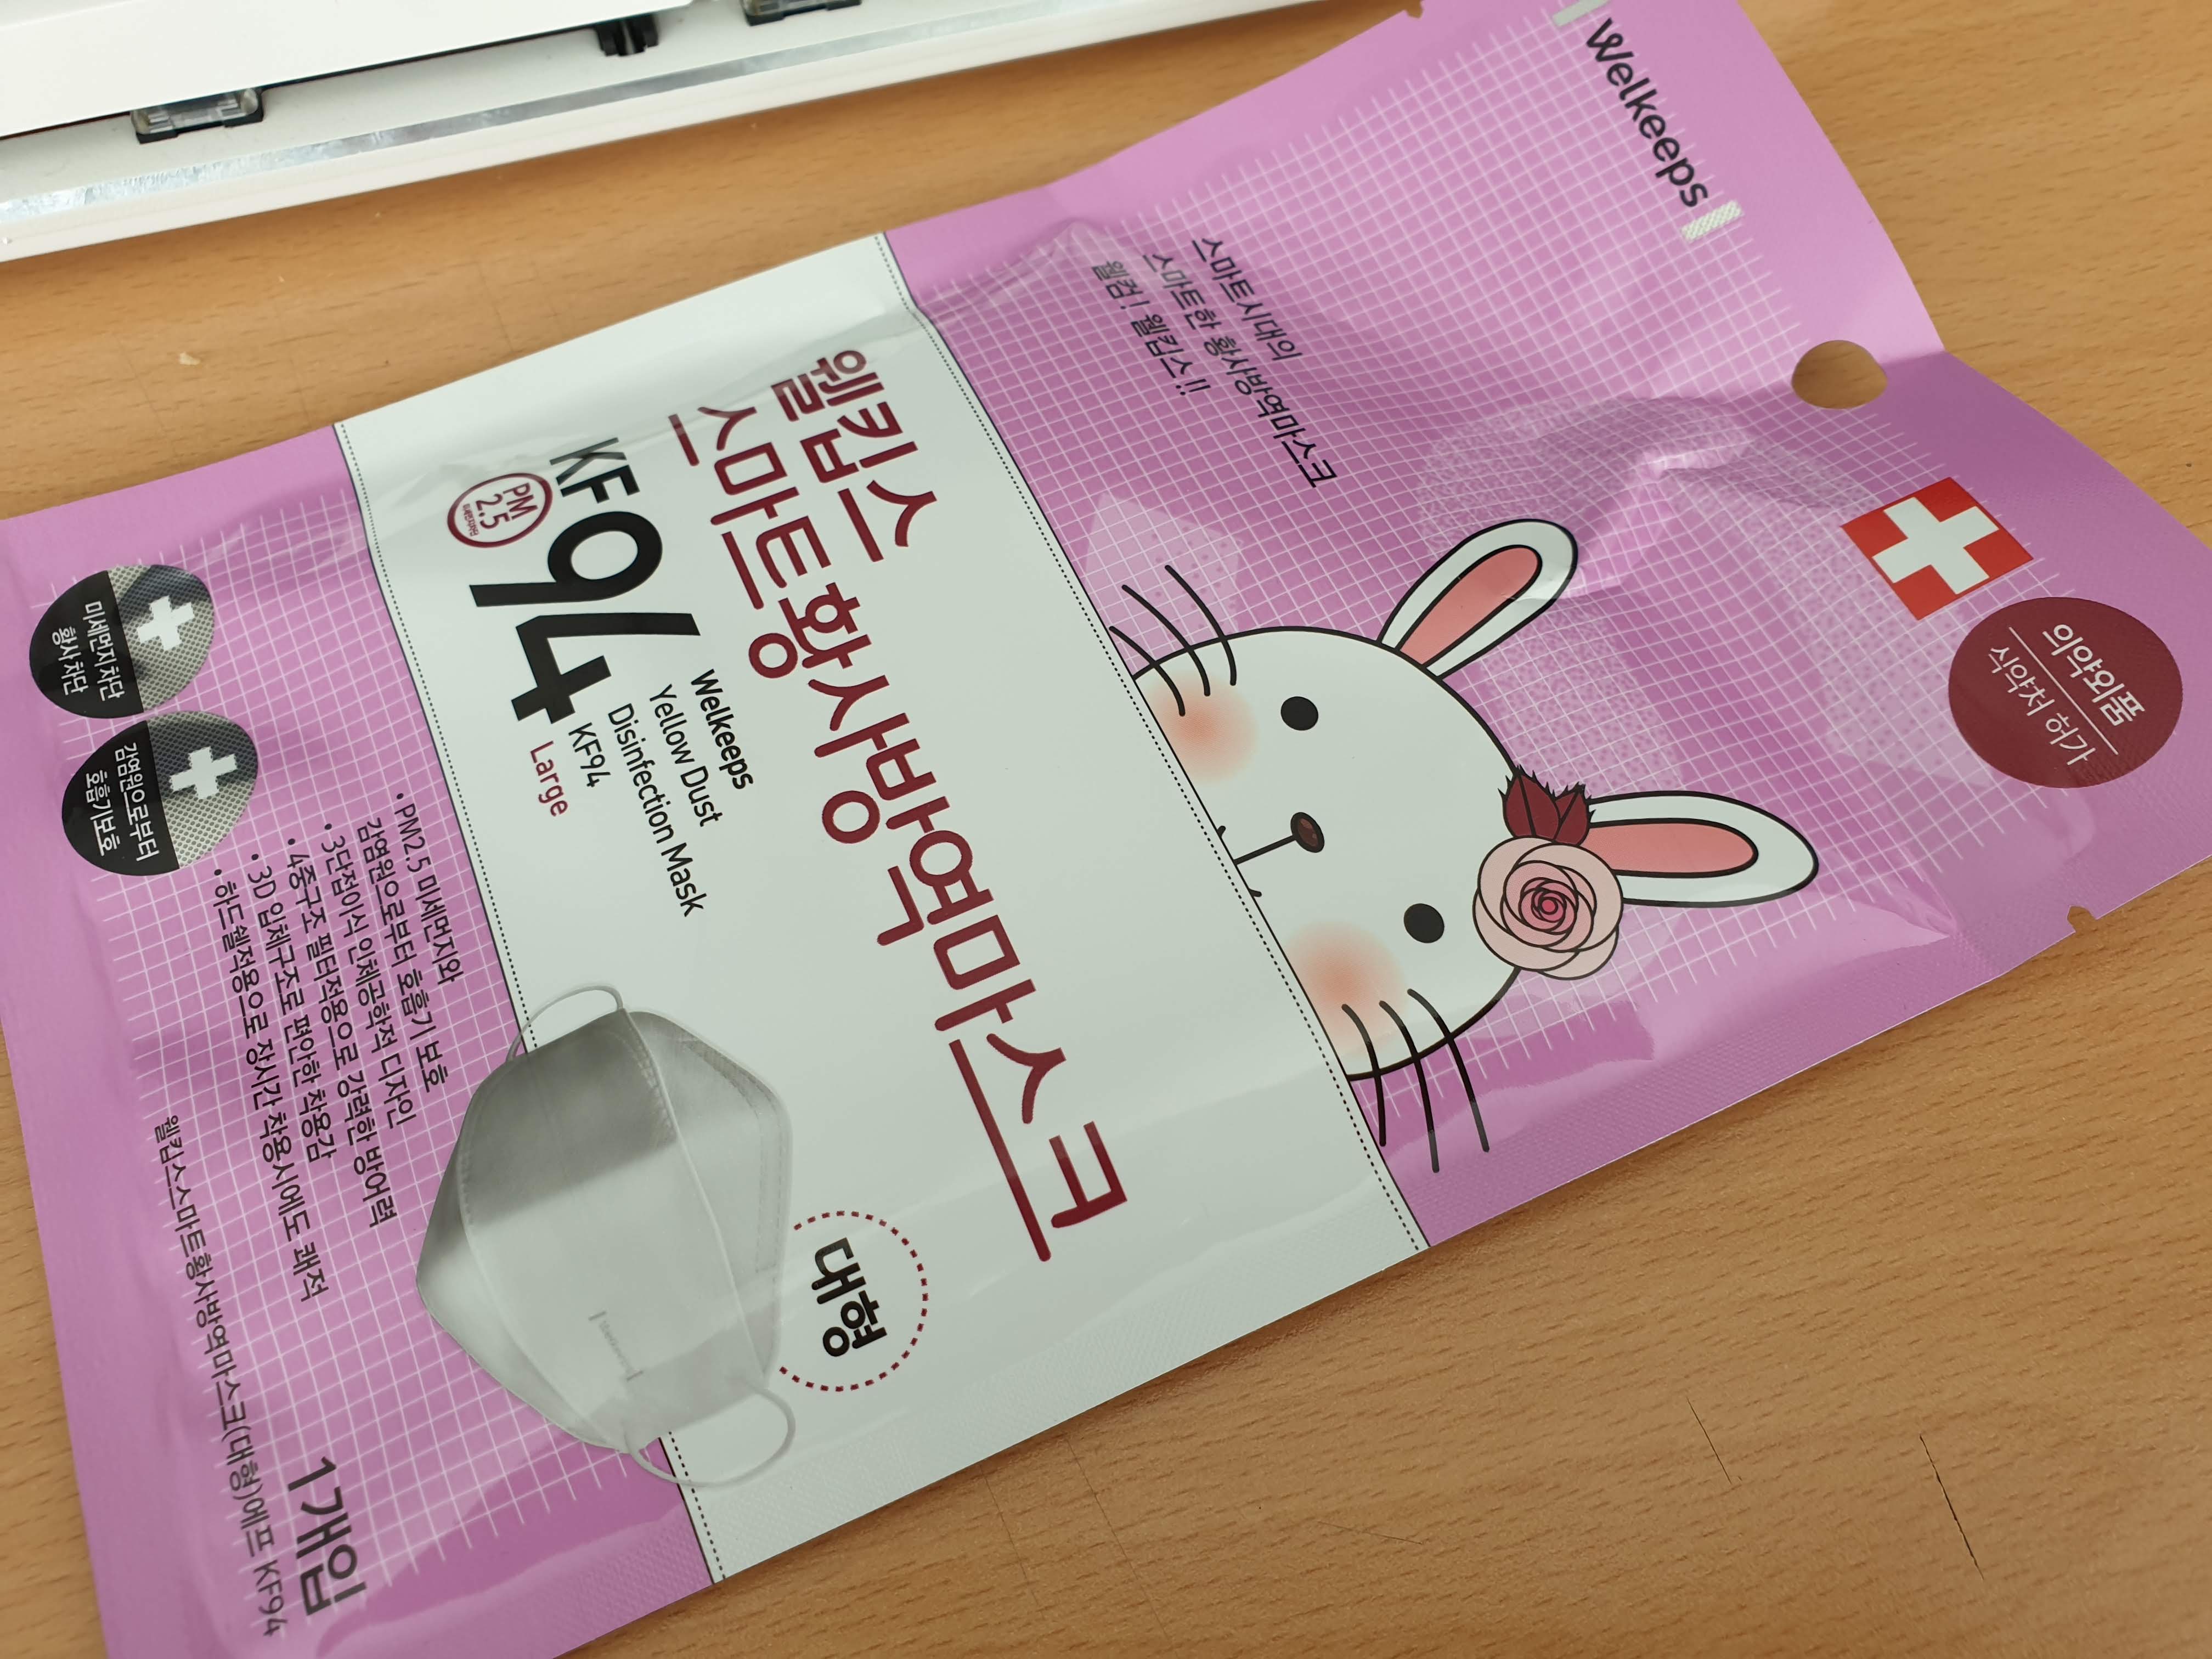 Welkeeps
의약외품
식약처 허가
스마트시대의
스마트한 황사방역마스크
웰컴! 웰킵스!!
웰킵스
스마트황사방역마스크
KF94
PM
2.5
Welkeeps
Yellow Dust
Disinfection Mask
KF94
Large
대형
• PM2.5 미세먼지와
감염원으로부터 호흡기 보호
• 3단접이식 인체공학적 디자인
• 4중구조 필터적용으로 강력한 방어력
• 3D 입체구조로 편안한 착용감
• 하드쉘적용으로 장시간 착용시에도 쾌적
미세먼지차단
황사차단
감염원으로부터
호흡기보호
1개입
웰킵스스마트황사방역마스크(대형)에프 KF94